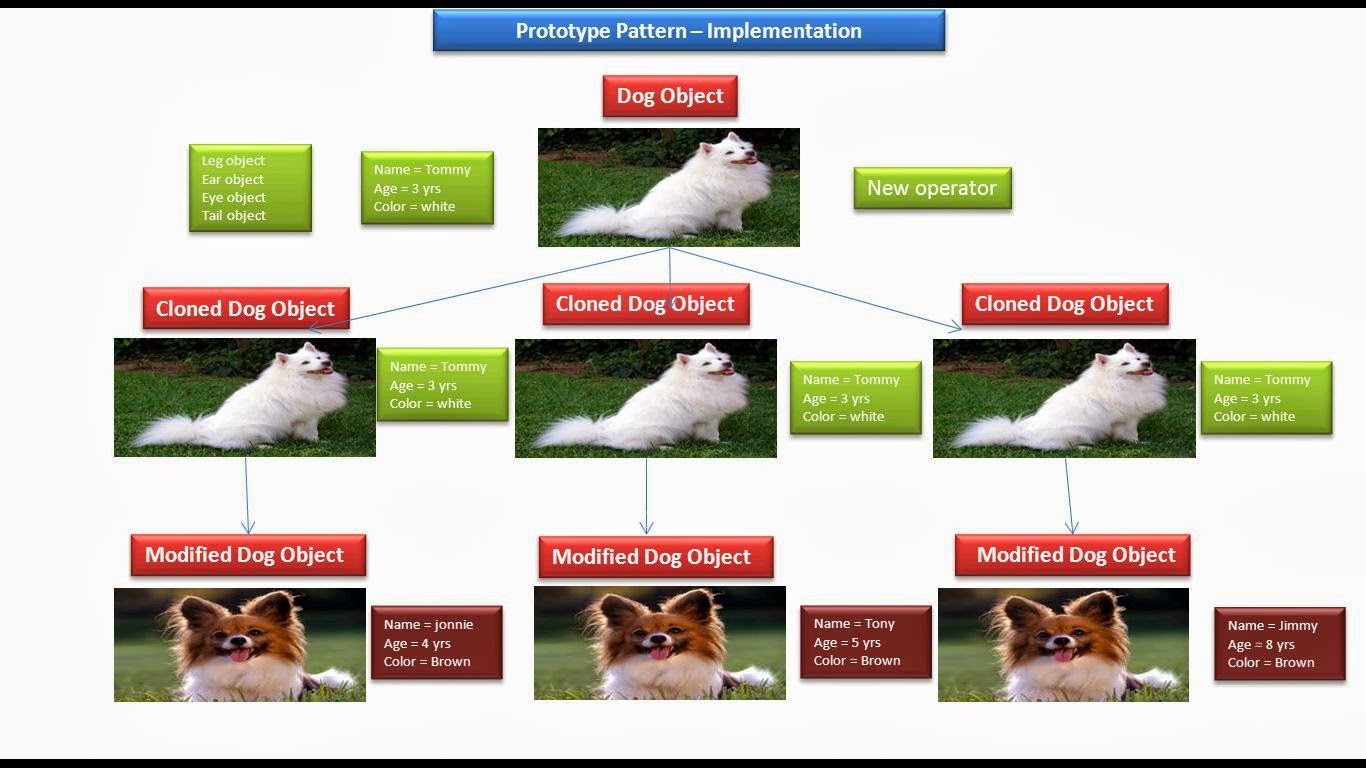 Prototype Pattern – Implementation
Dog Object
Leg object
Ear object
Eye object
Tail object
Name = Tommy
Age = 3 yrs
Color = white
New operator
Cloned Dog Object
Cloned Dog Object
Cloned Dog Object
Name = Tommy
Age = 3 yrs
Color = white
Name = Tommy
Age = 3 yrs
Color = white
Name = Tommy
Age = 3 yrs
Color = white
Modified Dog Object
Modified Dog Object
Modified Dog Object
Name = jonnie
Age = 4 yrs
Color = Brown
Name = Tony
Age = 5 yrs
Color = Brown
Name = Jimmy
Age = 8 yrs
Color = Brown